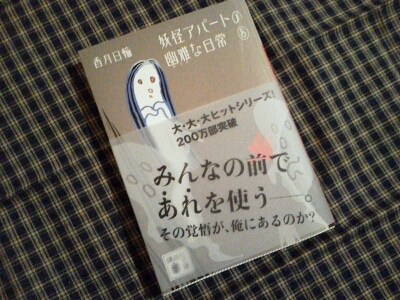 香月日輪
妖怪アパートの
幽雅な日常 ⑧
大・大・大ヒットシリーズ!
200万部突破
みんなの前で
あれを使う――。
その覚悟が、俺にあるのか?